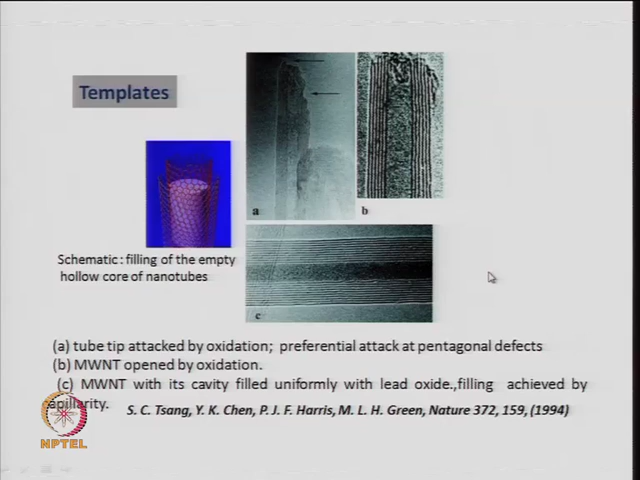 Templates
a
b
Schematic : filling of the empty
hollow core of nanotubes
c
(a) tube tip attacked by oxidation; preferential attack at pentagonal defects
(b) MWNT opened by oxidation.
(c) MWNT with its cavity filled uniformly with lead oxide.,filling achieved by
apillarity. S. C. Tsang, Y. K. Chen, P. J. F. Harris, M. L. H. Green, Nature 372, 159, (1994)
NPTEL